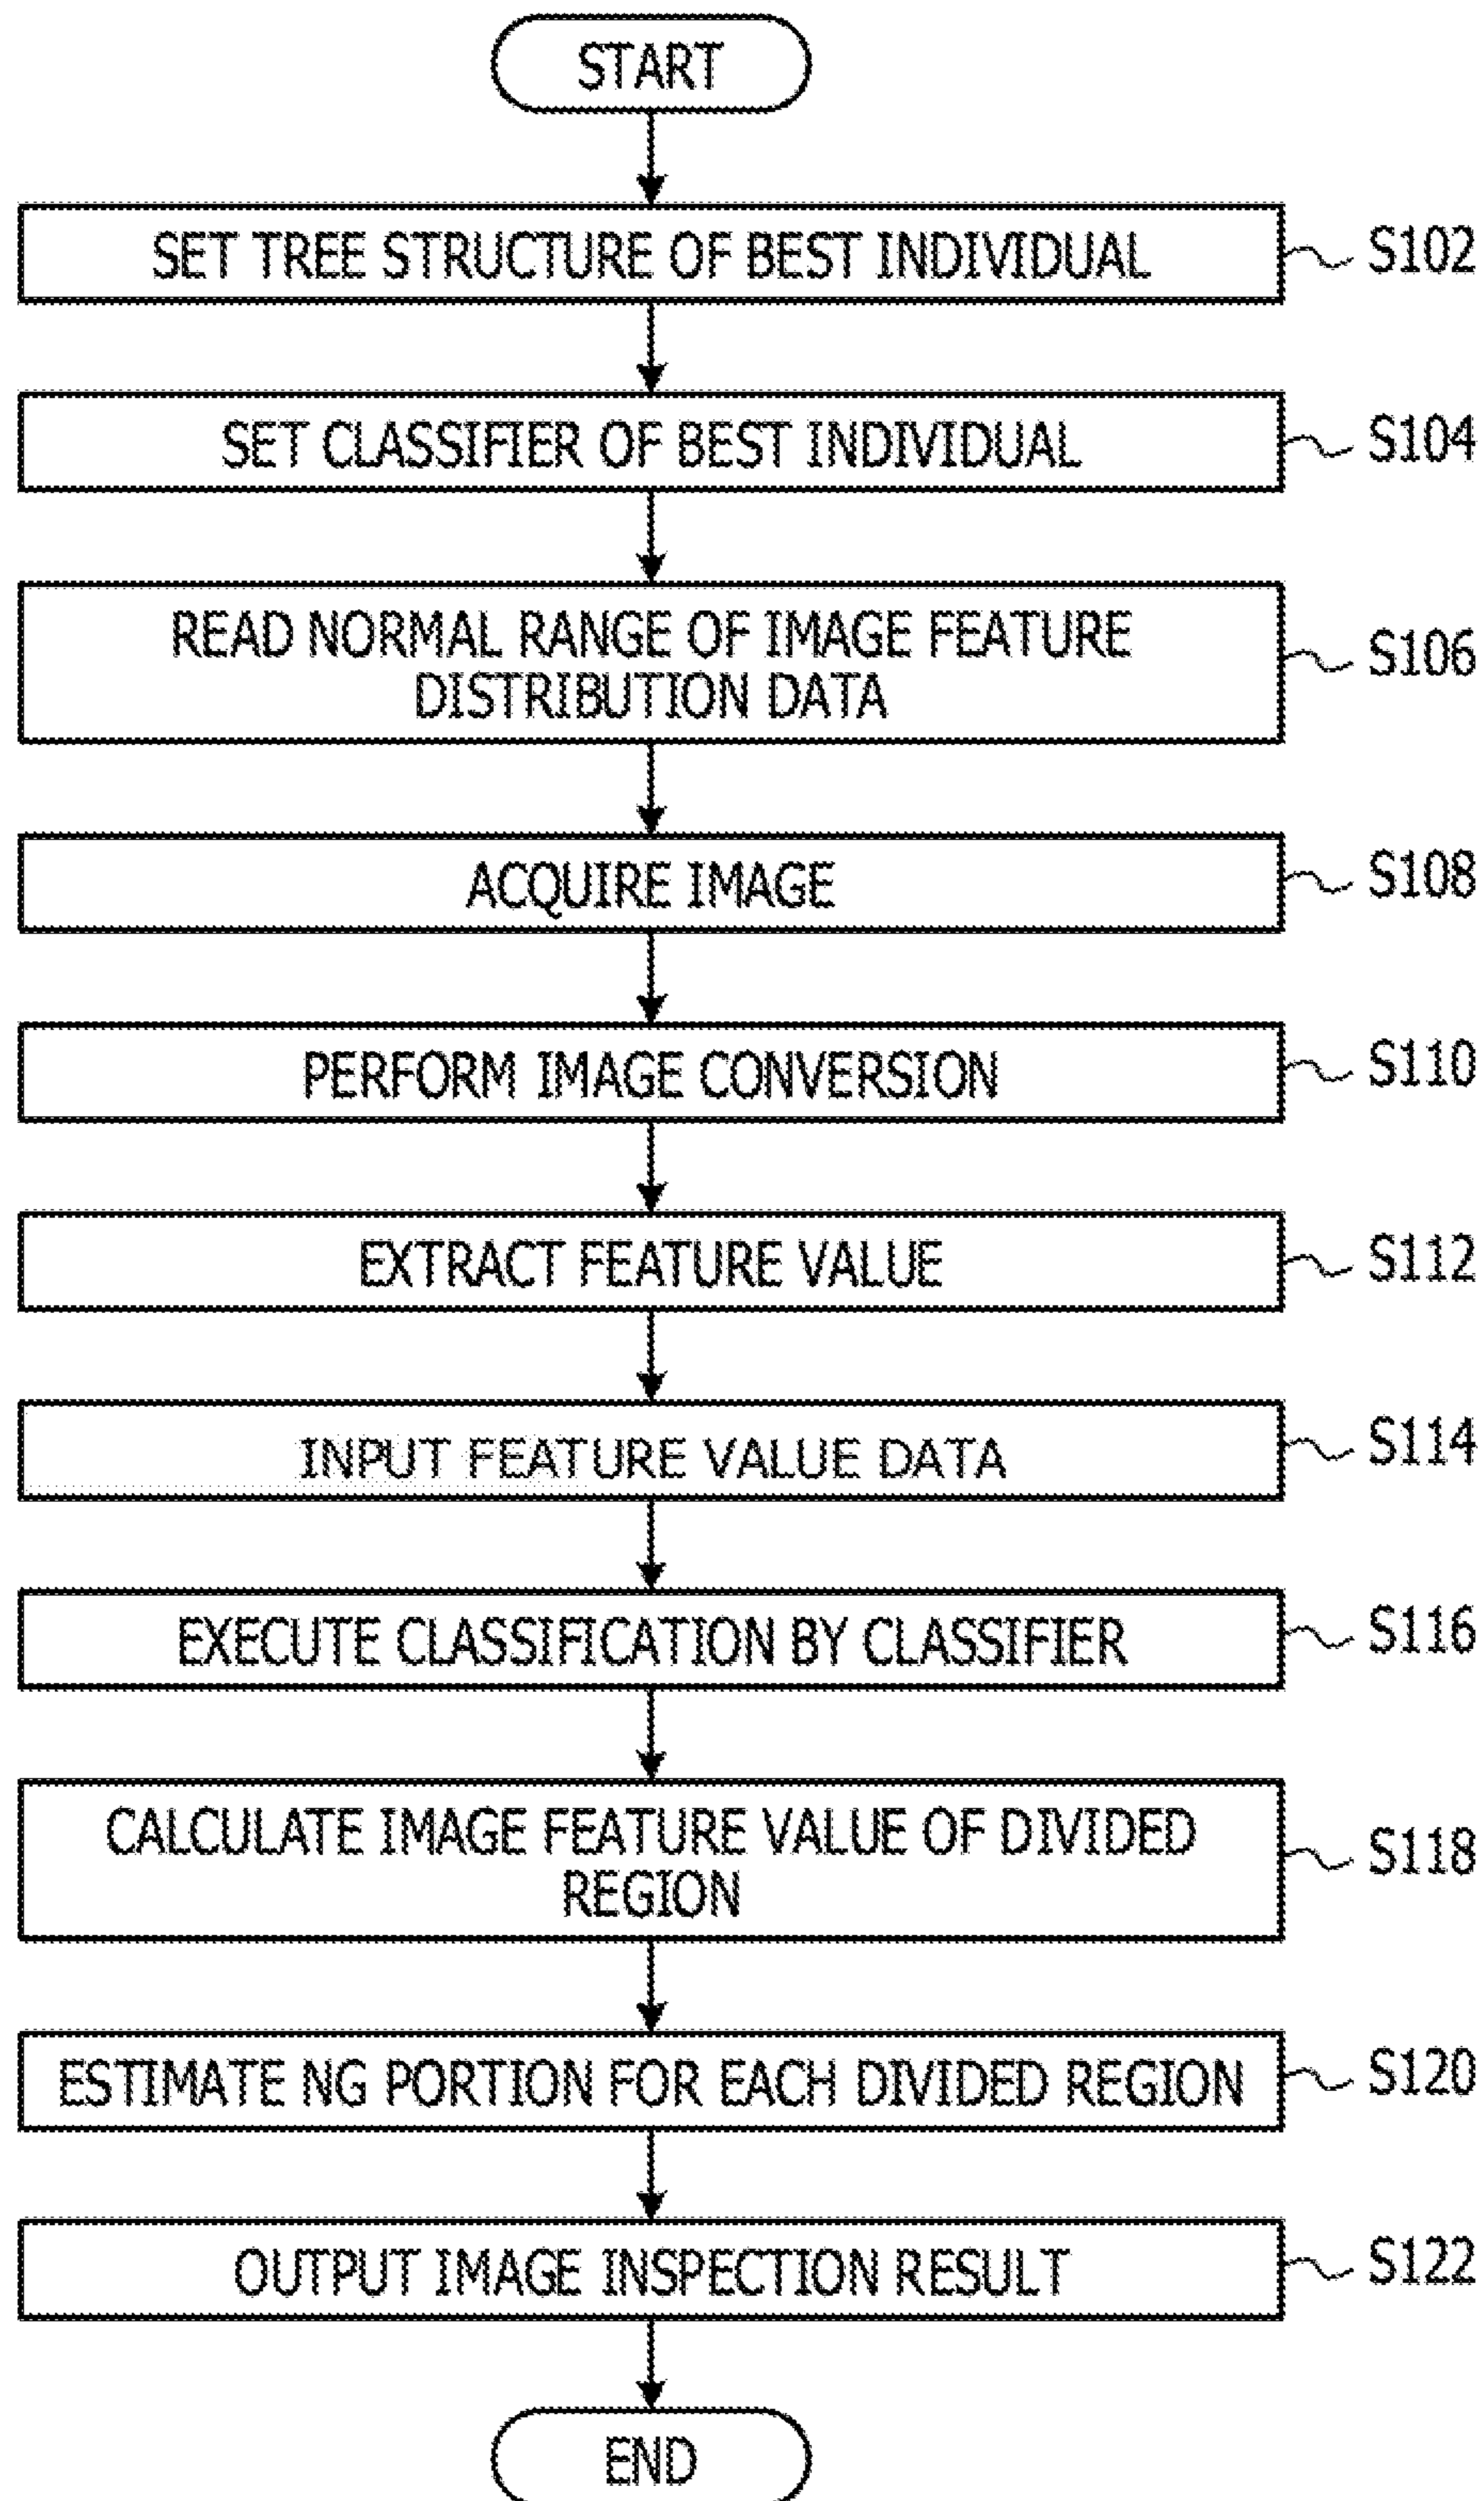 START
SET TREE STRUCTURE OF BEST INDIVIDUAL
S102
SET CLASSIFIER OF BEST INDIVIDUAL
S104
READ NORMAL RANGE OF IMAGE FEATURE
DISTRIBUTION DATA
S106
ACQUIRE IMAGE
S108
PERFORM IMAGE CONVERSION
S110
EXTRACT FEATURE VALUE
S112
INPUT FEATURE VALUE DATA
S114
EXECUTE CLASSIFICATION BY CLASSIFIER
S116
CALCULATE IMAGE FEATURE VALUE OF DIVIDED
REGION
S118
ESTIMATE NG PORTION FOR EACH DIVIDED REGION
S120
OUTPUT IMAGE INSPECTION RESULT
S122
END